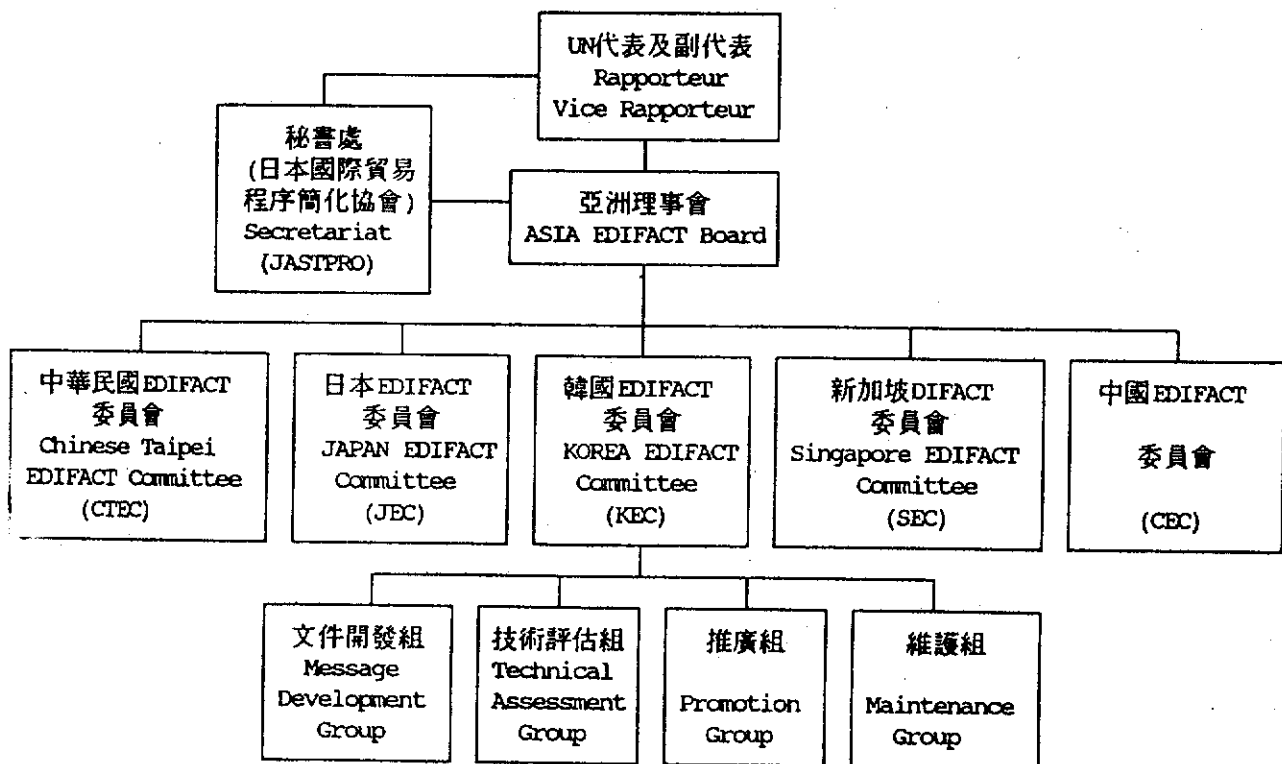 UN代表及副代表
Rapporteur
Vice Rapporteur
秘書處
(日本國際貿易
程序簡化協會)
Secretariat
(JASTPRO)
亞洲理事會
ASIA EDIFACT Board
中華民國EDIFACT
委員會
Chinese Taipei
EDIFACT Committee
(CTEC)
日本EDIFACT
委員會
JAPAN EDIFACT
Committee
(JEC)
韓國EDIFACT
委員會
KOREA EDIFACT
Committee
(KEC)
新加坡DIFACT
委員會
Singapore EDIFACT
Committee
(SEC)
中國EDIFACT
委員會
(CEC)
文件開發組
Message
Development
Group
技術評估組
Technical
Assessment
Group
推廣組
Promotion
Group
維護組
Maintenance
Group